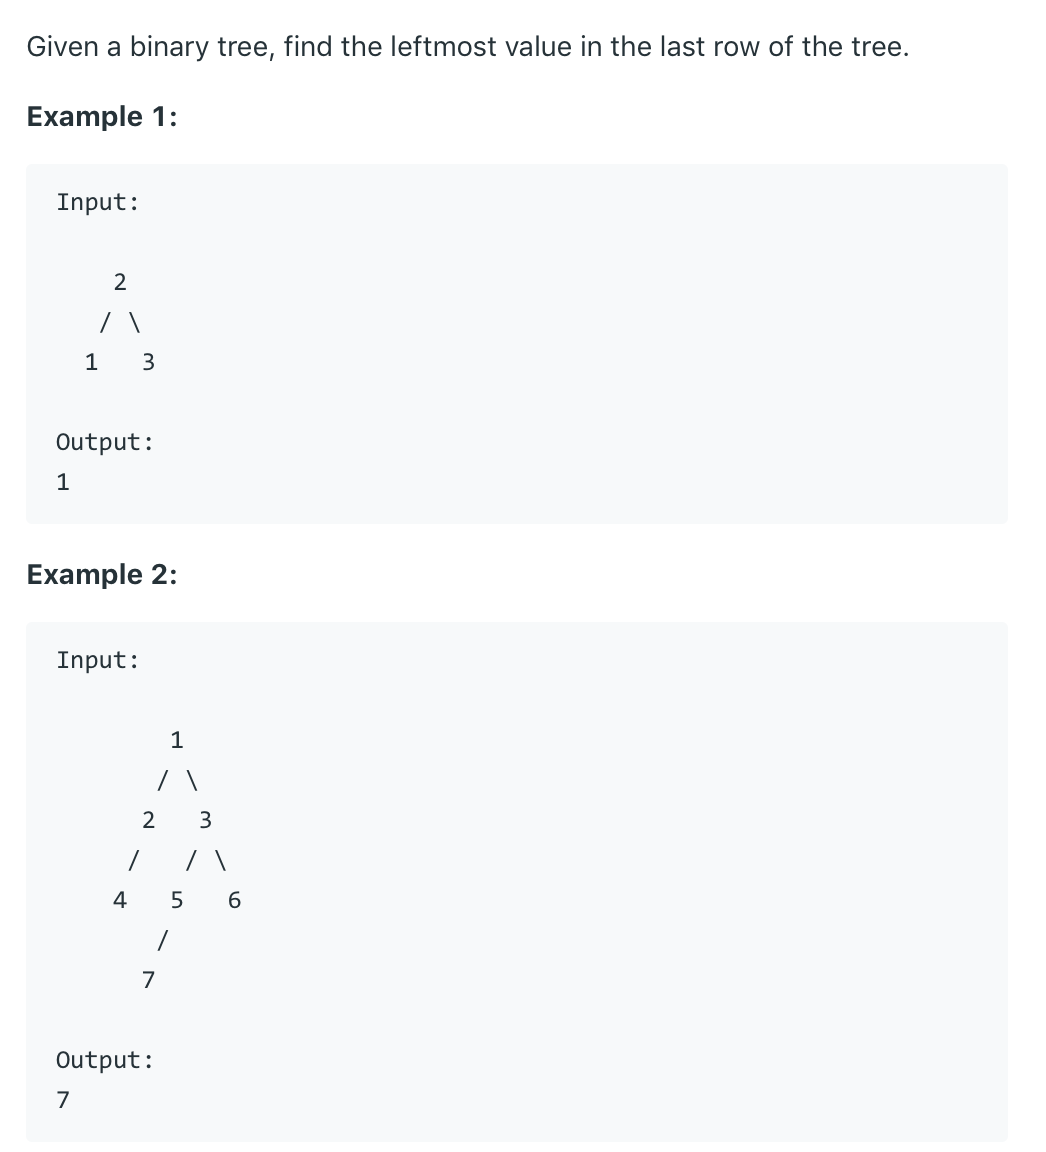 Given a binary tree, find the leftmost value in the last row of the tree.
Example 1:
Input:
    2
   / \
  1   3
Output:
1
Example 2:
Input:
        1
       / \
      2   3
     /   / \
    4   5   6
       /
      7
Output:
7